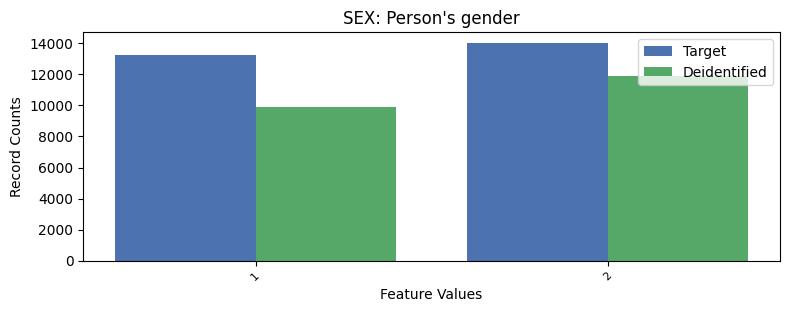 SEX: Person's gender
Target
Deidentified
Record Counts
14000
12000
10000
8000
6000
4000
2000
0
1
2
Feature Values